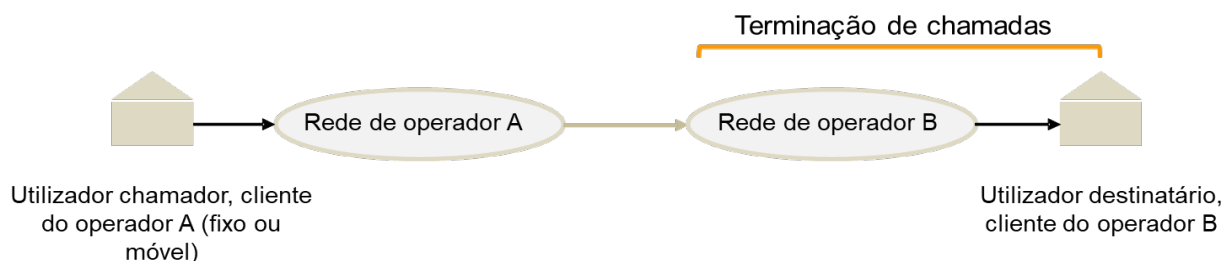 Terminação de chamadas
Rede de operador A
Rede de operador B
Utilizador chamador, cliente
do operador A (fixo ou
móvel)
Utilizador destinatário,
cliente do operador B